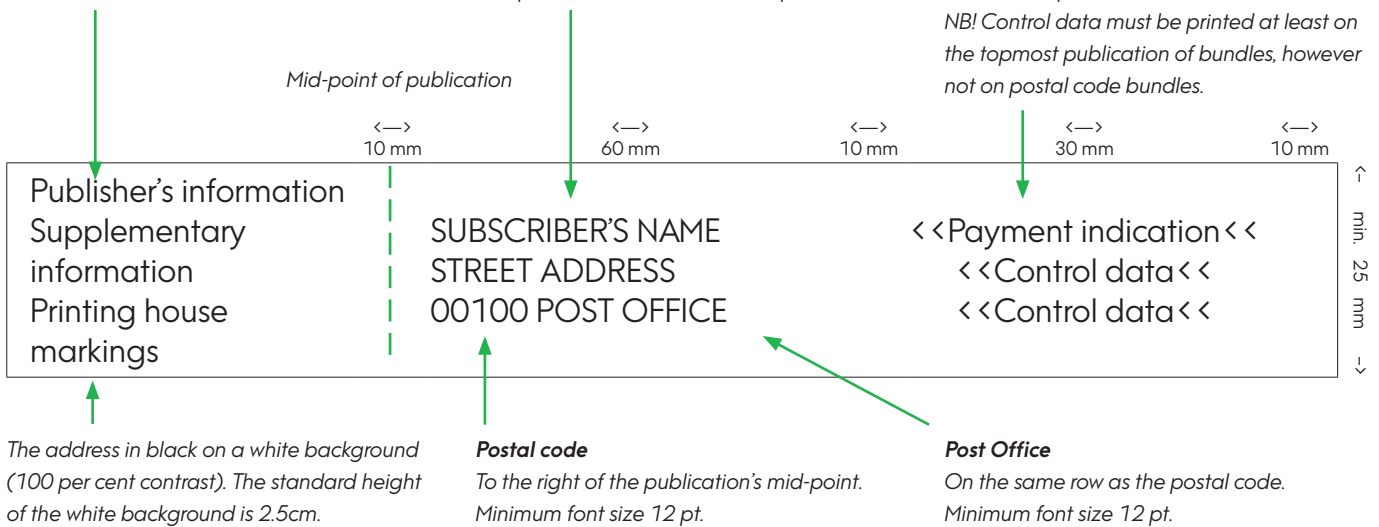 NB! Control data must be printed at least on
the topmost publication of bundles, however
not on postal code bundles.
Mid-point of publication
<—> <—> <—> <—> <—>
10 mm 60 mm 10 mm 30 mm 10 mm
Publisher's information
Supplementary
information
Printing house
markings
SUBSCRIBER'S NAME
STREET ADDRESS
00100 POST OFFICE
<<Payment indication<<
<<Control data<<
<<Control data<<
<– min. 25 mm –>
The address in black on a white background
(100 per cent contrast). The standard height
of the white background is 2.5cm.
Postal code
To the right of the publication's mid-point.
Minimum font size 12 pt.
Post Office
On the same row as the postal code.
Minimum font size 12 pt.